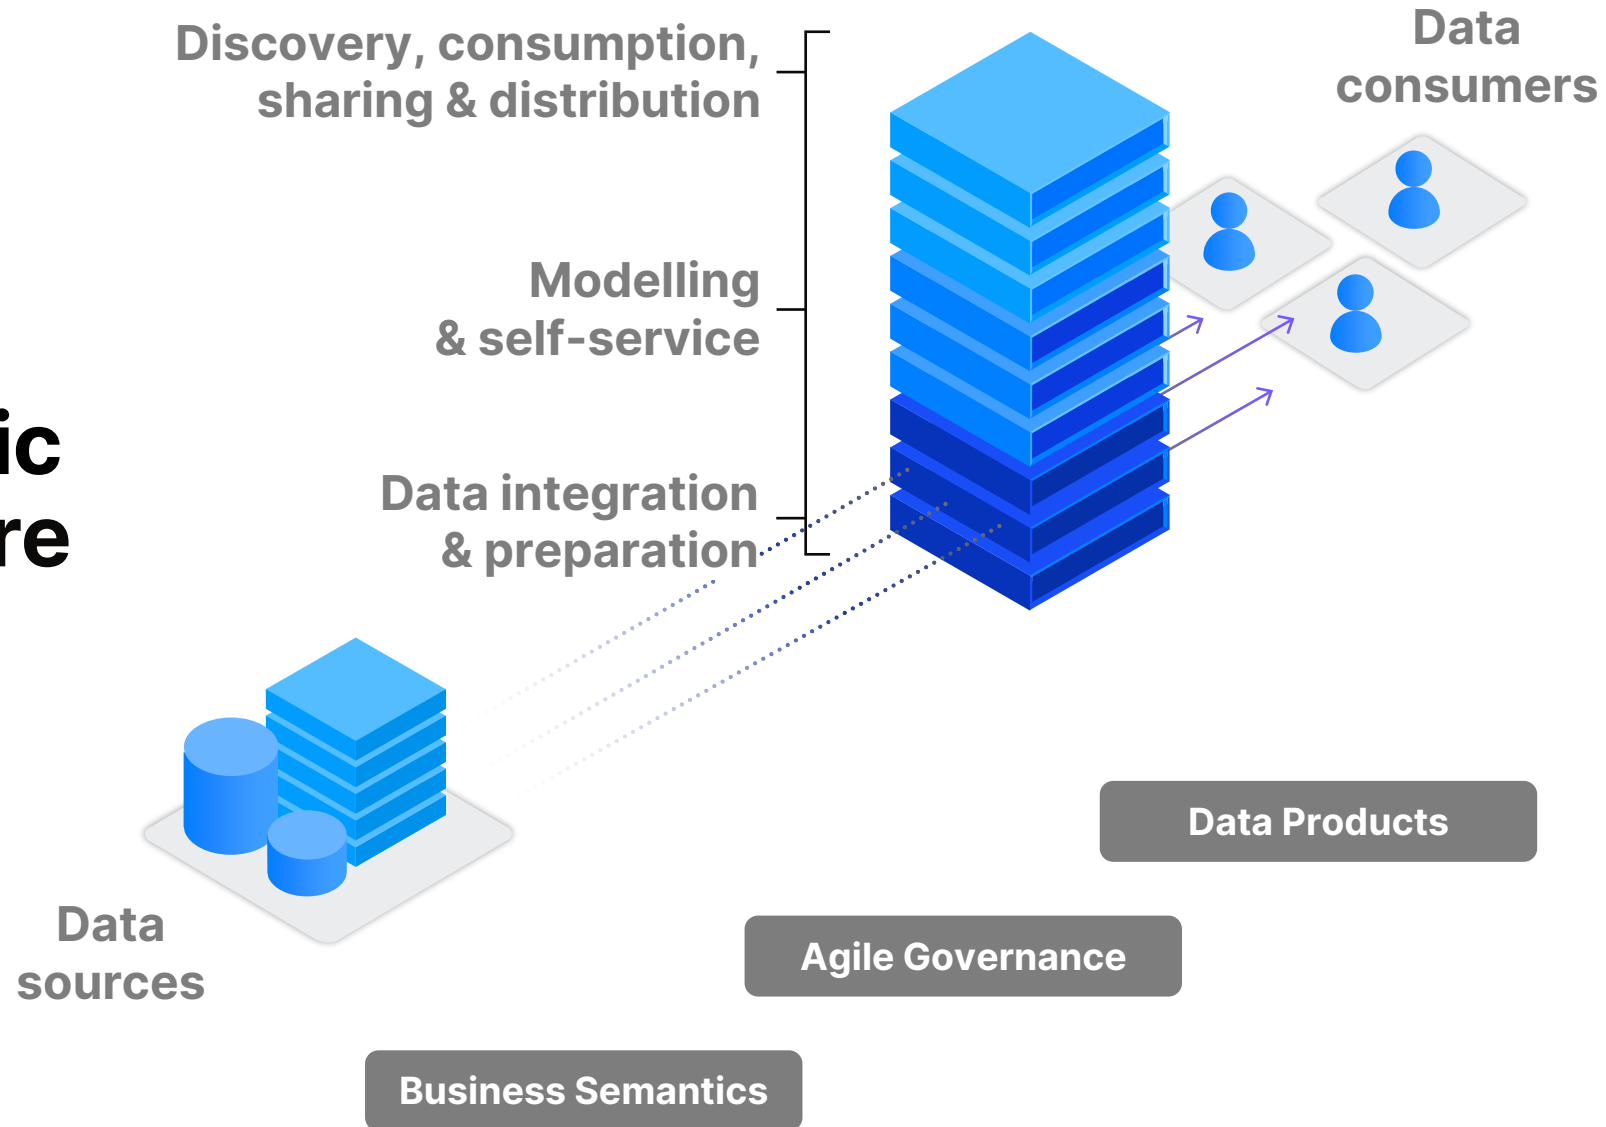 Discovery, consumption,
sharing & distribution
Data
consumers
Modelling
& self-service
ic
re
Data integration
& preparation
Data
sources
Data Products
Agile Governance
Business Semantics